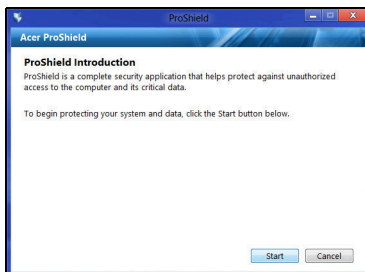 ProShield
Acer ProShield
ProShield Introduction
ProShield is a complete security application that helps protect against unauthorized
access to the computer and its critical data.
To begin protecting your system and data, click the Start button below.
Start Cancel